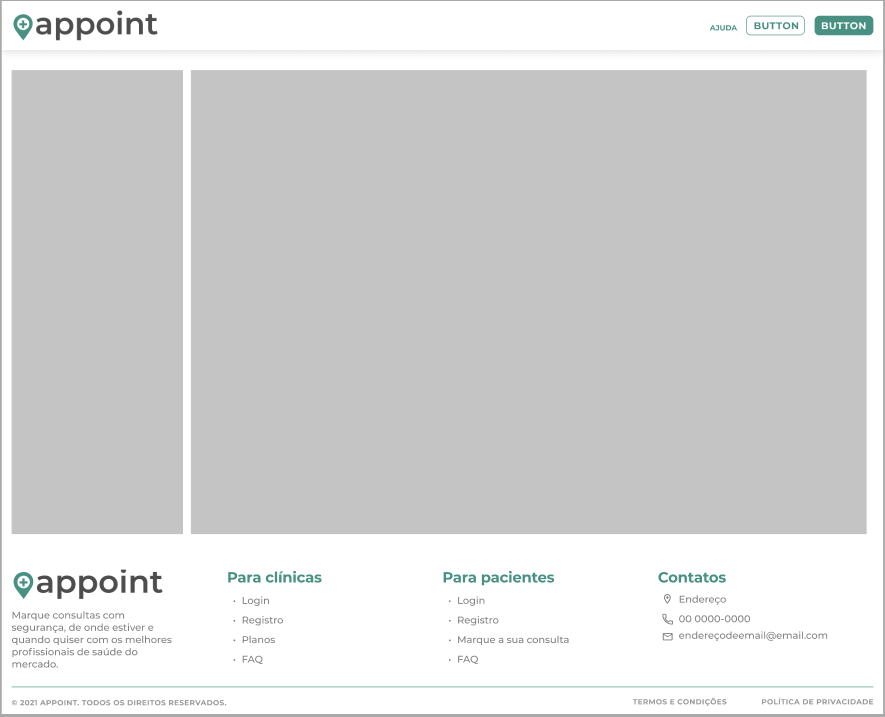 appoint
AJUDA
BUTTON
BUTTON
appoint
Marque consultas com
segurança, de onde estiver e
quando quiser com os melhores
profissionais de saúde do
mercado.
Para clínicas
• Login
• Registro
• Planos
• FAQ
Para pacientes
• Login
• Registro
• Marque a sua consulta
• FAQ
Contatos
Endereço
00 0000-0000
endereçodeemail@email.com
© 2021 APPOINT. TODOS OS DIREITOS RESERVADOS.
TERMOS E CONDIÇÕES
POLÍTICA DE PRIVACIDADE